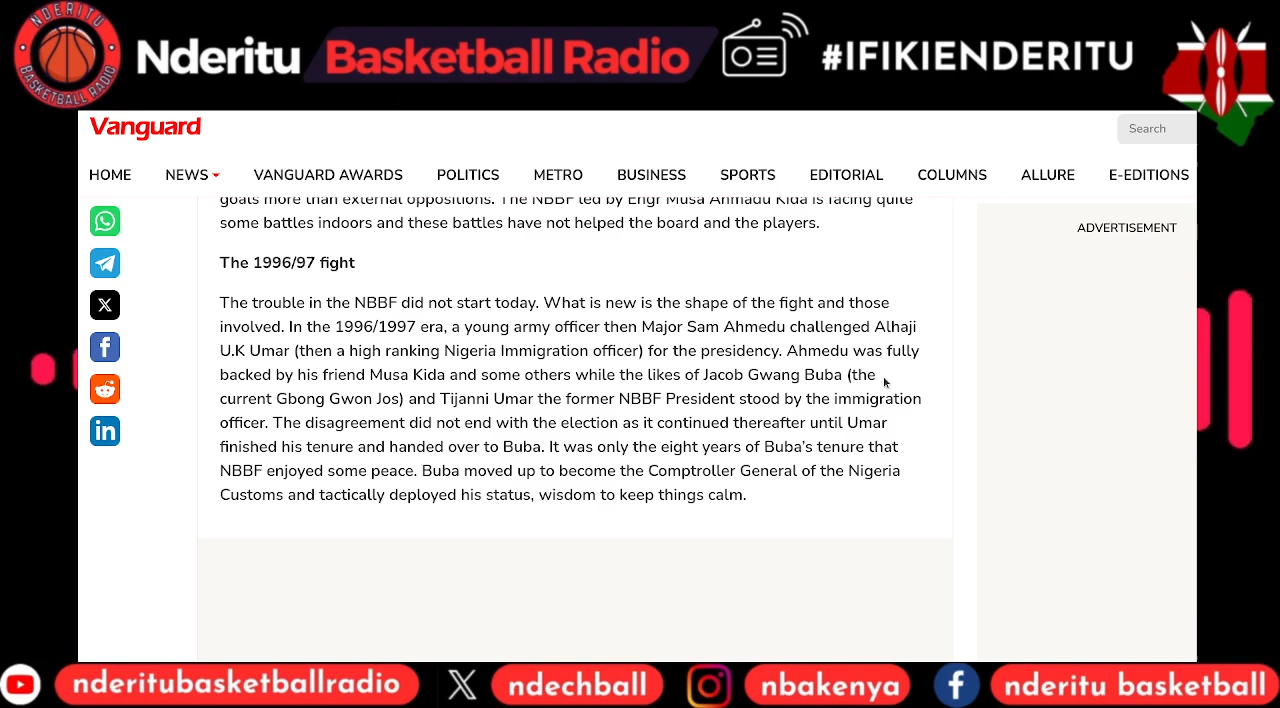 NDERITU
BASKETBALL RADIO
Nderitu Basketball Radio
#IFIKIENDERITU
Vanguard
Search
HOME NEWS VANGUARD AWARDS POLITICS METRO BUSINESS SPORTS EDITORIAL COLUMNS ALLURE E-EDITIONS
goals more than external oppositions. The NBBF led by Engr Musa Ahmadu Kida is facing quite
some battles indoors and these battles have not helped the board and the players.
ADVERTISEMENT
The 1996/97 fight
The trouble in the NBBF did not start today. What is new is the shape of the fight and those
involved. In the 1996/1997 era, a young army officer then Major Sam Ahmedu challenged Alhaji
U.K Umar (then a high ranking Nigeria Immigration officer) for the presidency. Ahmedu was fully
backed by his friend Musa Kida and some others while the likes of Jacob Gwang Buba (the
current Gbong Gwon Jos) and Tijanni Umar the former NBBF President stood by the immigration
officer. The disagreement did not end with the election as it continued thereafter until Umar
finished his tenure and handed over to Buba. It was only the eight years of Buba's tenure that
NBBF enjoyed some peace. Buba moved up to become the Comptroller General of the Nigeria
Customs and tactically deployed his status, wisdom to keep things calm.
nderitubasketballradio
ndechball
nbakenya
nderitu basketball